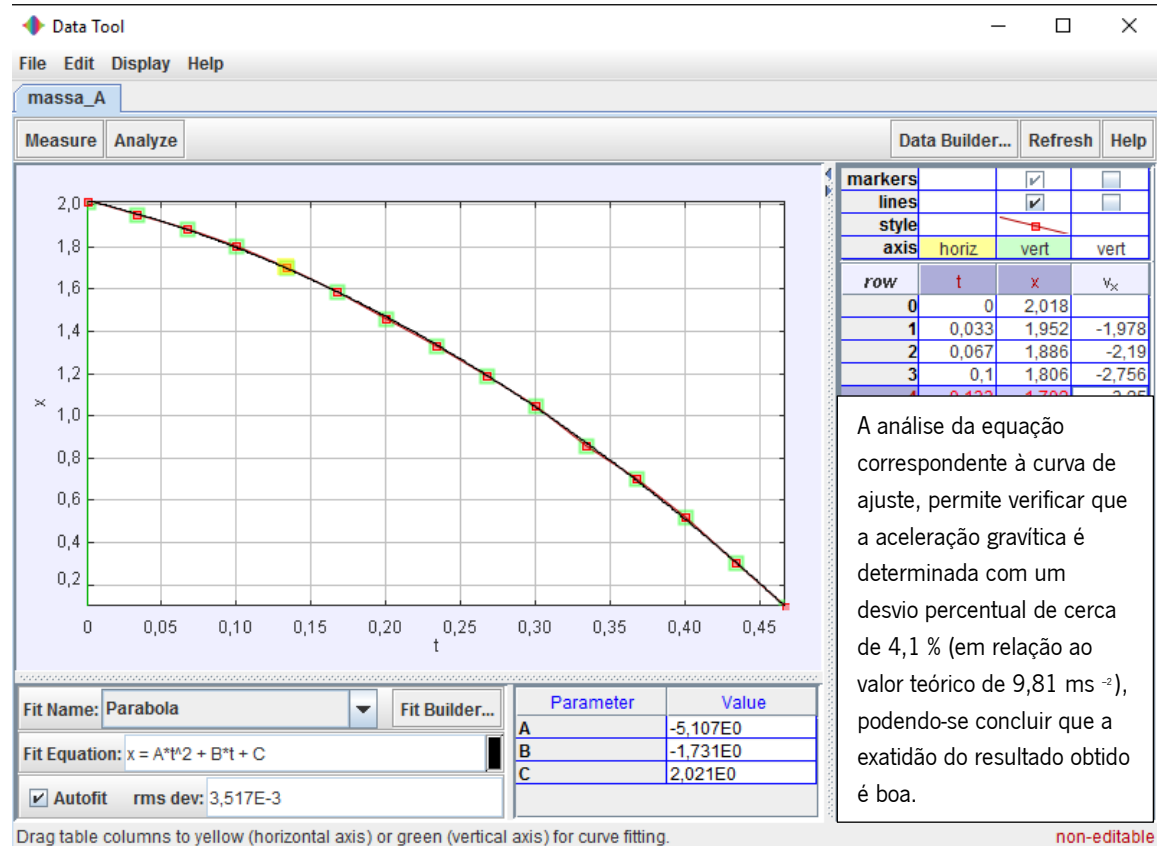 Data Tool
File Edit Display Help
massa_A
Measure Analyze Data Builder... Refresh Help
2,0
1,8
1,6
1,4
1,2
1,0
0,8
0,6
0,4
0,2
x
0 0,05 0,10 0,15 0,20 0,25 0,30 0,35 0,40 0,45
t
markers
lines
style
axis horiz vert vert
row t x vx
0 0 2,018
1 0,033 1,952 -1,978
2 0,067 1,886 -2,19
3 0,1 1,806 -2,756
A análise da equação
correspondente à curva de
ajuste, permite verificar que
a aceleração gravítica é
determinada com um
desvio percentual de cerca
de 4,1 % (em relação ao
valor teórico de 9,81 ms ⁻²),
podendo-se concluir que a
exatidão do resultado obtido
é boa.
Fit Name: Parabola Fit Builder...
Fit Equation: x = A*t^2 + B*t + C
Autofit rms dev: 3,517E-3
Parameter Value
A -5,107E0
B -1,731E0
C 2,021E0
Drag table columns to yellow (horizontal axis) or green (vertical axis) for curve fitting. non-editable